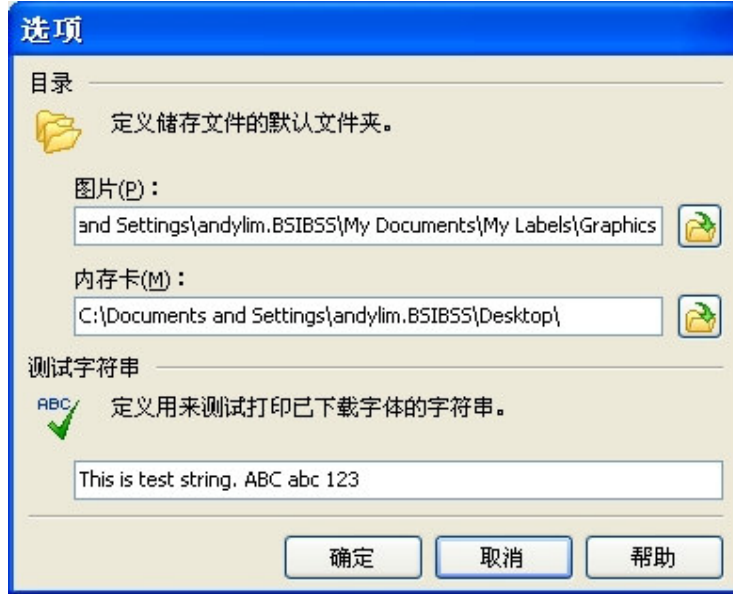 选项
目录
定义储存文件的默认文件夹。
图片(P)：
and Settings\andylim.BSIBSS\My Documents\My Labels\Graphics
内存卡(M)：
C:\Documents and Settings\andylim.BSIBSS\Desktop\
测试字符串
ABC
定义用来测试打印已下载字体的字符串。
This is test string. ABC abc 123
确定 取消 帮助